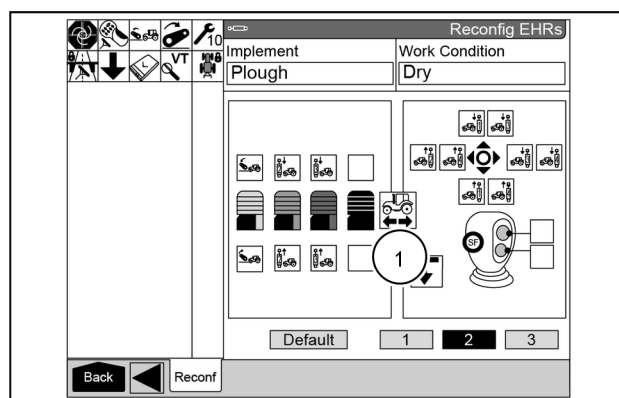 10
Reconfig EHRs
VT
Implement
Work Condition
Plough
Dry
SF
1
Default
1
2
3
Back
Reconf